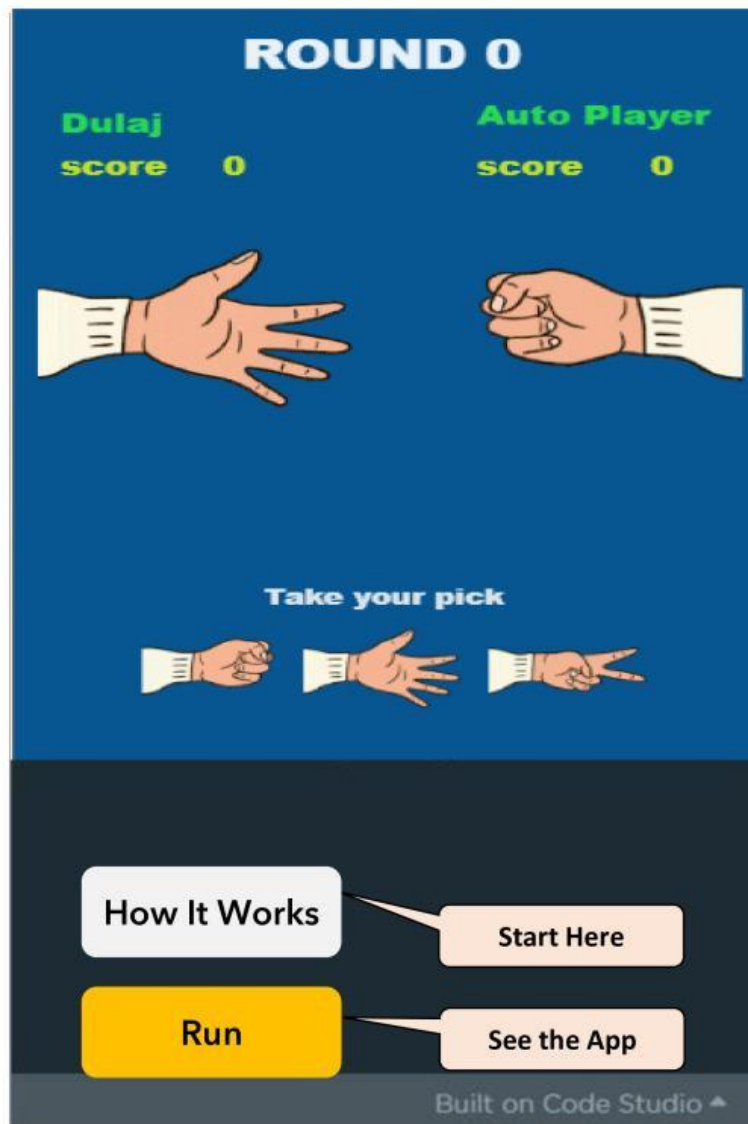 ROUND 0
Dulaj
Auto Player
score 0
score 0
Take your pick
How It Works
Start Here
Run
See the App
Built on Code Studio